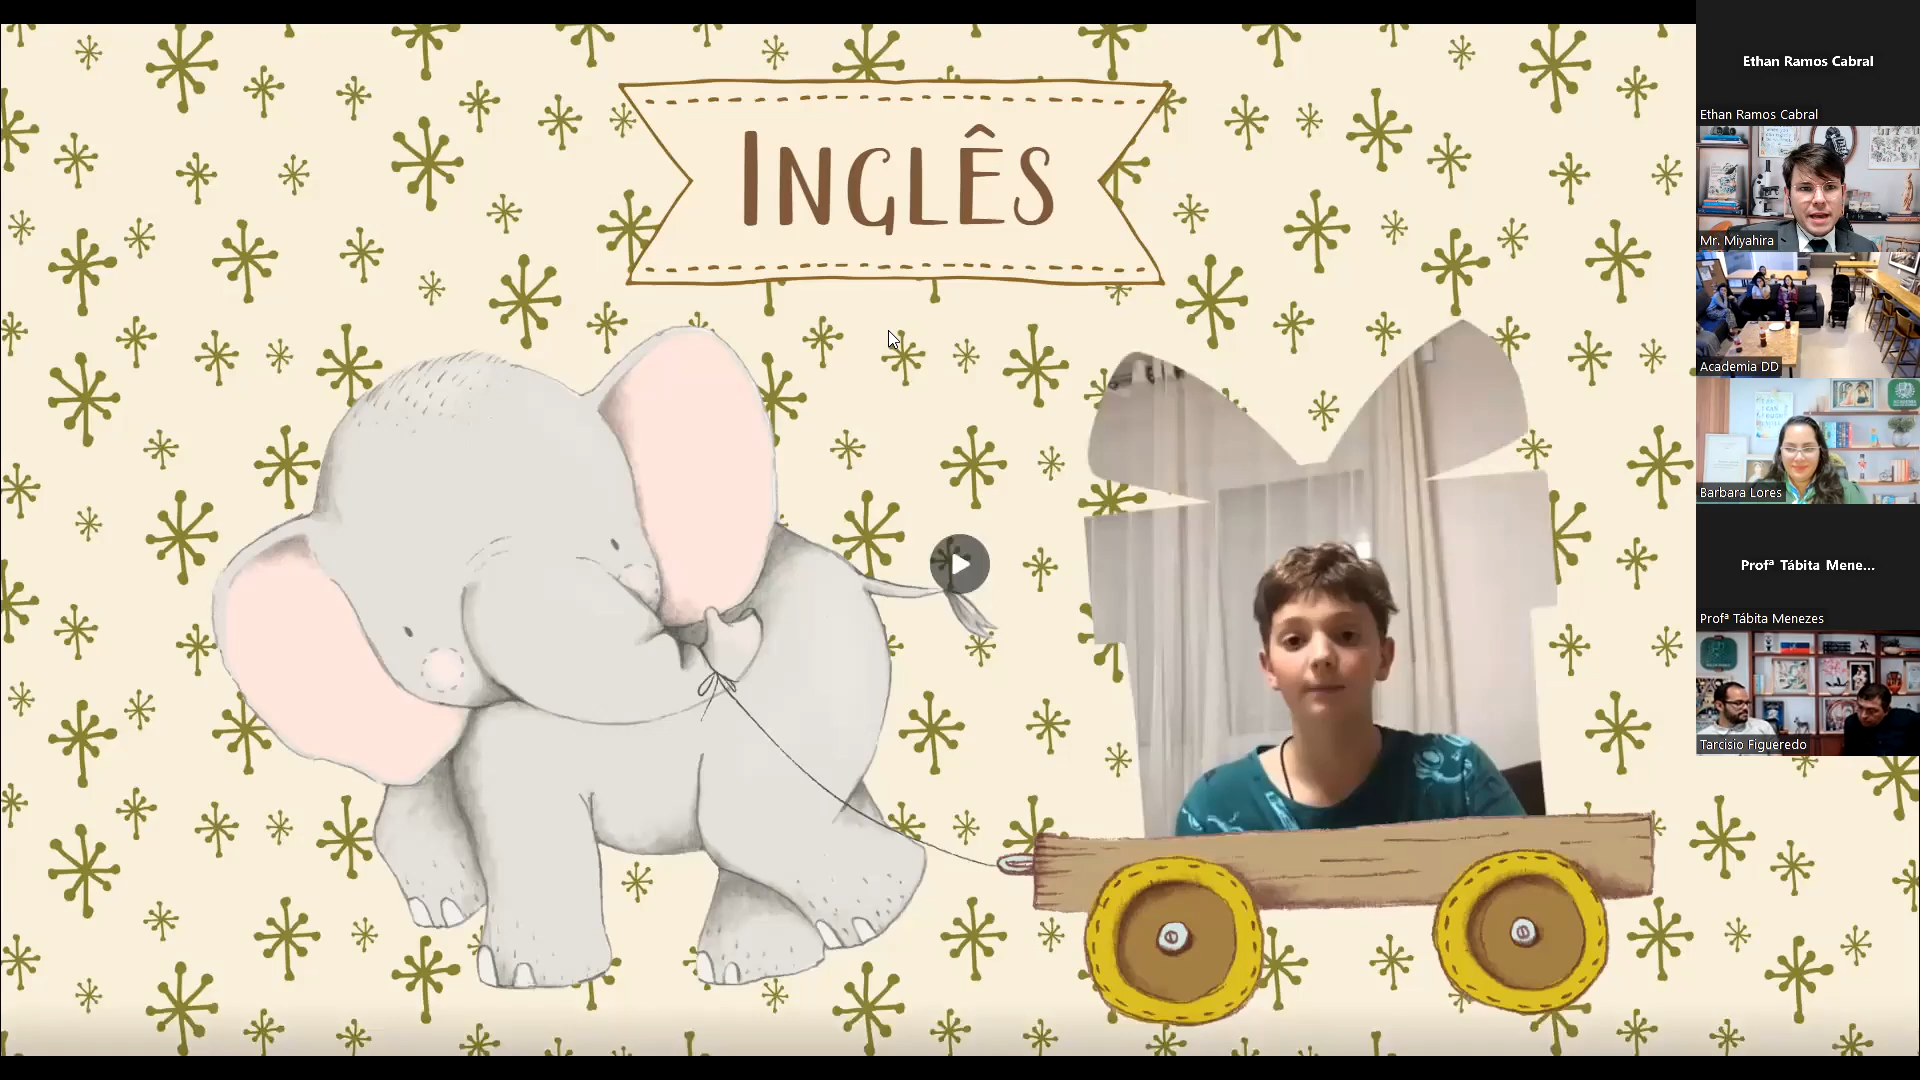 INGLÊS
Ethan Ramos Cabral
Ethan Ramos Cabral
Mr. Miyahira
Academia DD
Barbara Lores
Profª Tábita Mene...
Profª Tábita Menezes
Tarcisio Figueredo